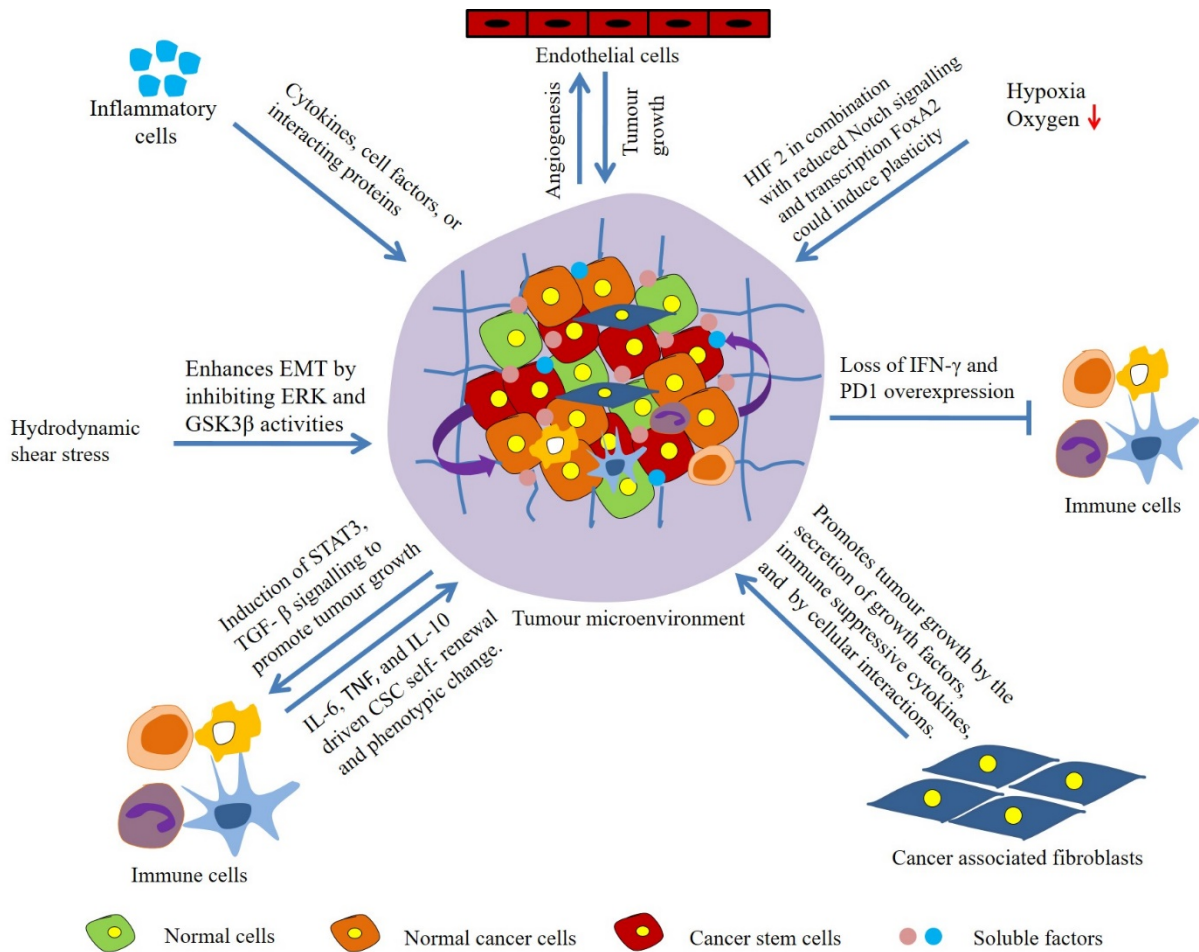 Endothelial cells
Inflammatory
cells
Cytokines, cell factors, or
interacting proteins
Angiogenesis
Tumour
growth
HIF 2 in combination
with reduced Notch signalling
and transcription FoxA2
could induce plasticity
Hypoxia
Oxygen
Hydrodynamic
shear stress
Enhances EMT by
inhibiting ERK and
GSK3β activities
Loss of IFN-γ and
PD1 overexpression
Immune cells
Tumour microenvironment
Induction of STAT3,
TGF- β signalling to
promote tumour growth
IL-6, TNF, and IL-10
driven CSC self- renewal
and phenotypic change.
Immune cells
Promotes tumour growth by the
secretion of growth factors,
immune suppressive cytokines,
and by cellular interactions.
Cancer associated fibroblasts
Normal cells
Normal cancer cells
Cancer stem cells
Soluble factors